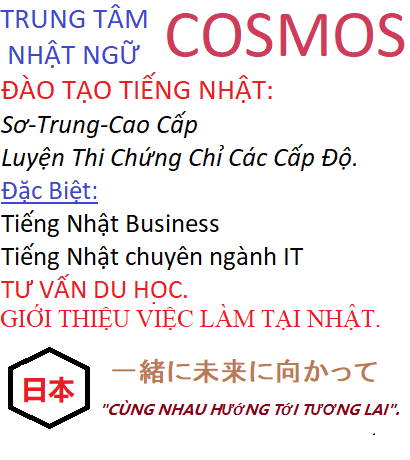 TRUNG TÂM
NHẬT NGỮ
COSMOS
ĐÀO TẠO TIẾNG NHẬT:
Sơ-Trung-Cao Cấp
Luyện Thi Chứng Chỉ Các Cấp Độ.
Đặc Biệt:
Tiếng Nhật Business
Tiếng Nhật chuyên ngành IT
TƯ VẤN DU HỌC.
GIỚI THIỆU VIỆC LÀM TẠI NHẬT.
日本
一緒に未来に向かって
"CÙNG NHAU HƯỚNG TỚI TƯƠNG LAI".
.